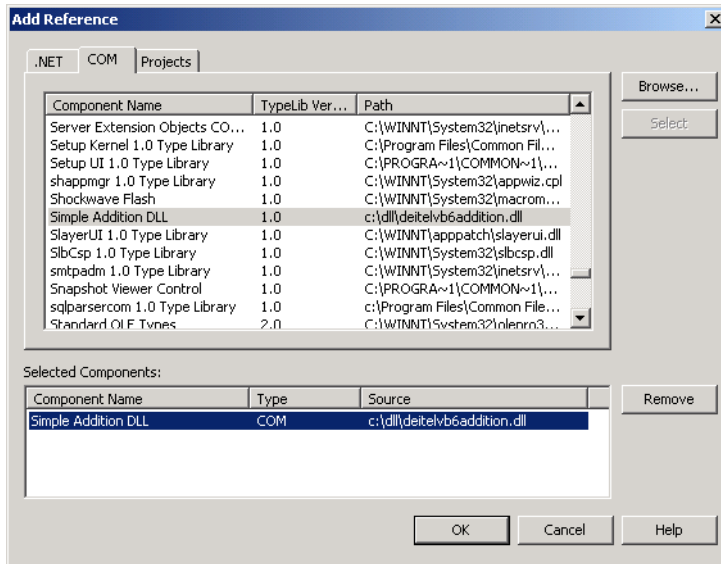 Add Reference
.NET COM Projects
Browse...
Component Name TypeLib Ver... Path
Select
Server Extension Objects CO... 1.0 C:\WINNT\System32\inetsrv\...
Setup Kernel 1.0 Type Library 1.0 C:\Program Files\Common Fil...
Setup UI 1.0 Type Library 1.0 C:\PROGRA~1\COMMON~1\...
shappmgr 1.0 Type Library 1.0 C:\WINNT\System32\appwiz.cpl
Shockwave Flash 1.0 C:\WINNT\System32\macrom...
Simple Addition DLL 1.0 c:\dll\deitelvb6addition.dll
SlayerUI 1.0 Type Library 1.0 C:\WINNT\apppatch\slayerui.dll
SlbCsp 1.0 Type Library 1.0 C:\WINNT\System32\slbcsp.dll
smtpadm 1.0 Type Library 1.0 C:\WINNT\System32\inetsrv\...
Snapshot Viewer Control 1.0 C:\PROGRA~1\COMMON~1\...
sqlparsercom 1.0 Type Library 1.0 c:\Program Files\Common File...
Standard OLE Types 2.0 C:\WINNT\System32\olepro3...
Selected Components:
Component Name Type Source
Remove
Simple Addition DLL COM c:\dll\deitelvb6addition.dll
OK Cancel Help